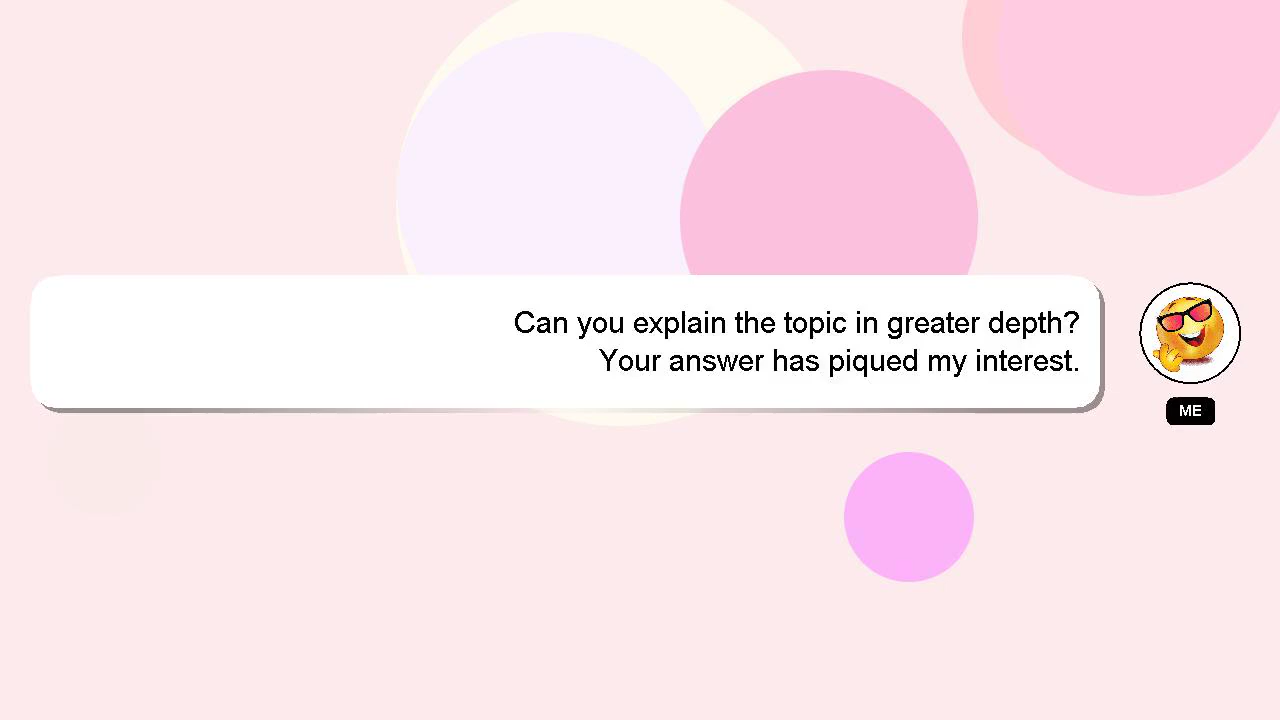 Can you explain the topic in greater depth?
Your answer has piqued my interest.
ME